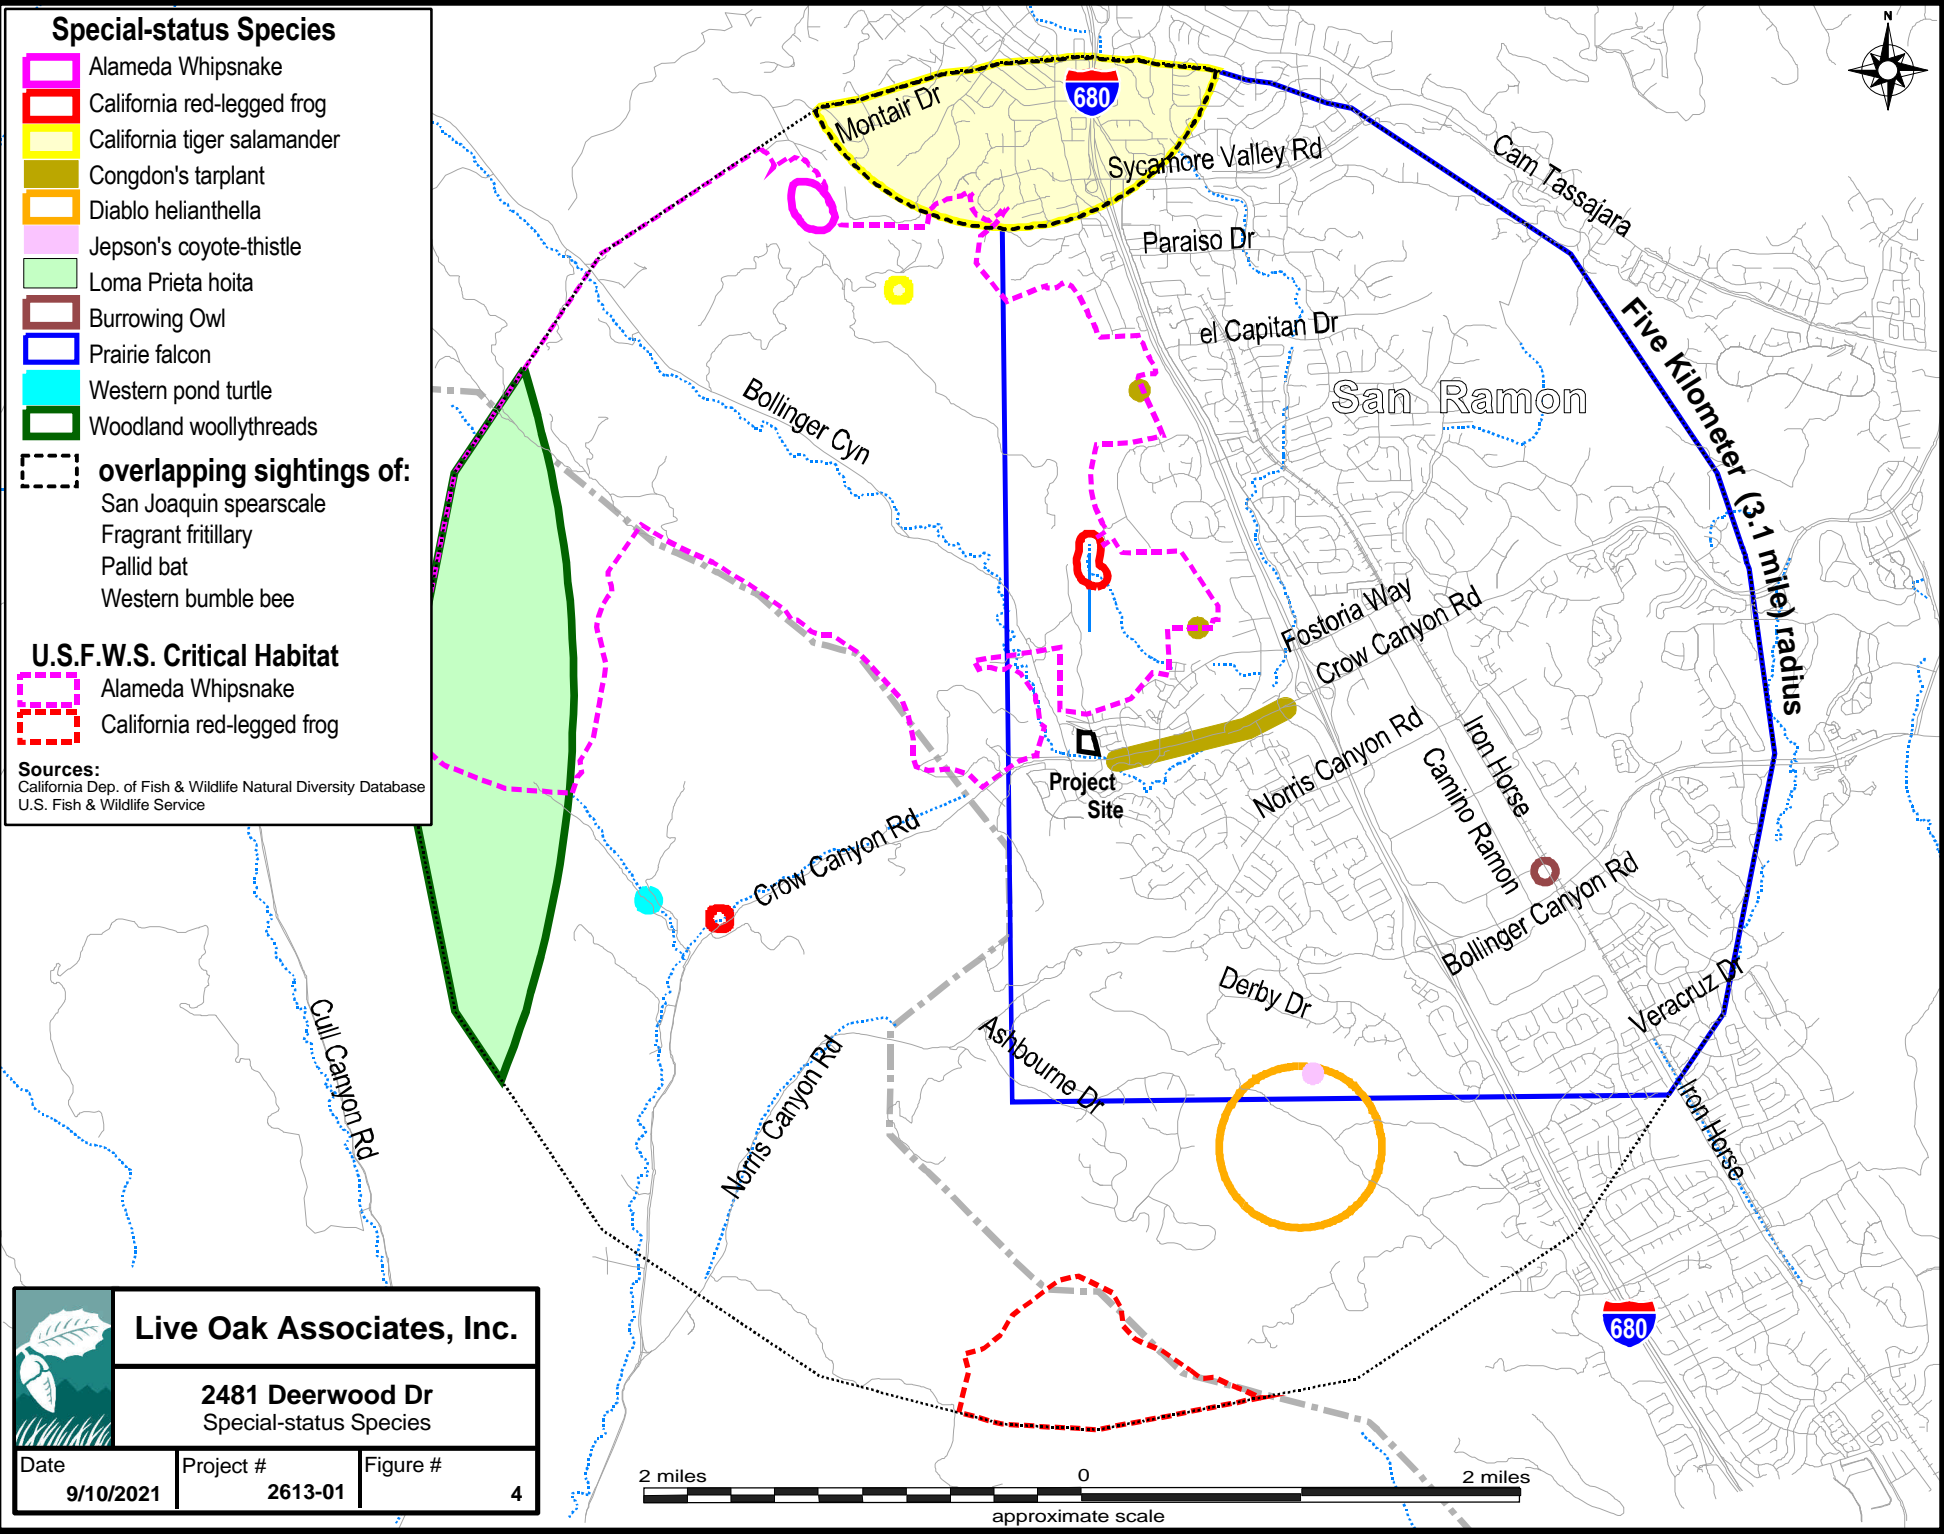 Special-status Species
Alameda Whipsnake
California red-legged frog
California tiger salamander
Congdon's tarplant
Diablo helianthella
Jepson's coyote-thistle
Loma Prieta hoita
Burrowing Owl
Prairie falcon
Western pond turtle
Woodland woollythreads
overlapping sightings of:
San Joaquin spearscale
Fragrant fritillary
Pallid bat
Western bumble bee
U.S.F.W.S. Critical Habitat
Alameda Whipsnake
California red-legged frog
Sources:
California Dep. of Fish & Wildlife Natural Diversity Database
U.S. Fish & Wildlife Service
N
680
Montair Dr
Sycamore Valley Rd
Cam Tassajara
Paraiso Dr
el Capitan Dr
Five Kilometer (3.1 mile) radius
San Ramon
Bollinger Cyn
Fostoria Way
Crow Canyon Rd
Norris Canyon Rd
Iron Horse
Camino Ramon
Project
Site
Crow Canyon Rd
Bollinger Canyon Rd
Veracruz Dr
Derby Dr
Ashbourne Dr
Cull Canyon Rd
Norris Canyon Rd
Iron Horse
680
Live Oak Associates, Inc.
2481 Deerwood Dr
Special-status Species
Date
9/10/2021
Project #
2613-01
Figure #
4
2 miles
0
2 miles
approximate scale